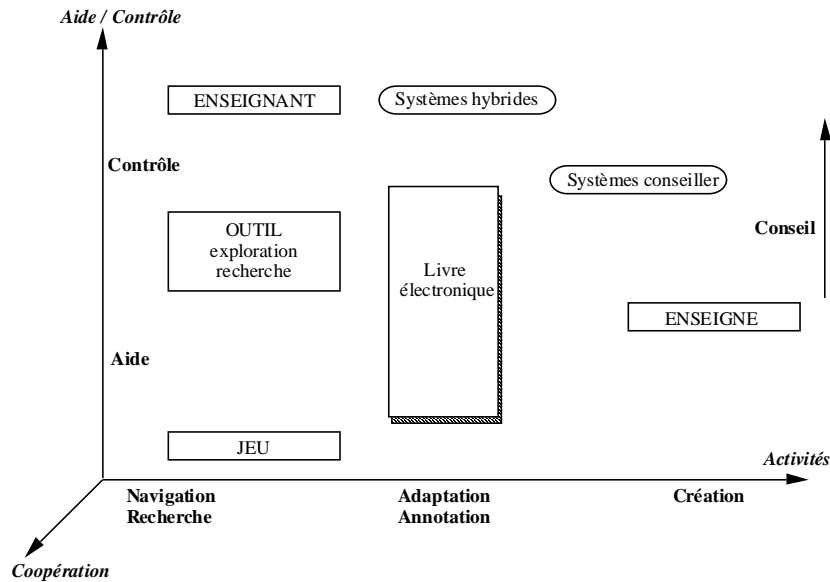 Aide / Contrôle
ENSEIGNANT
Systèmes hybrides
Contrôle
Systèmes conseiller
OUTIL
exploration
recherche
Conseil
Livre
électronique
ENSEIGNE
Aide
JEU
Activités
Navigation
Recherche
Adaptation
Annotation
Création
Coopération